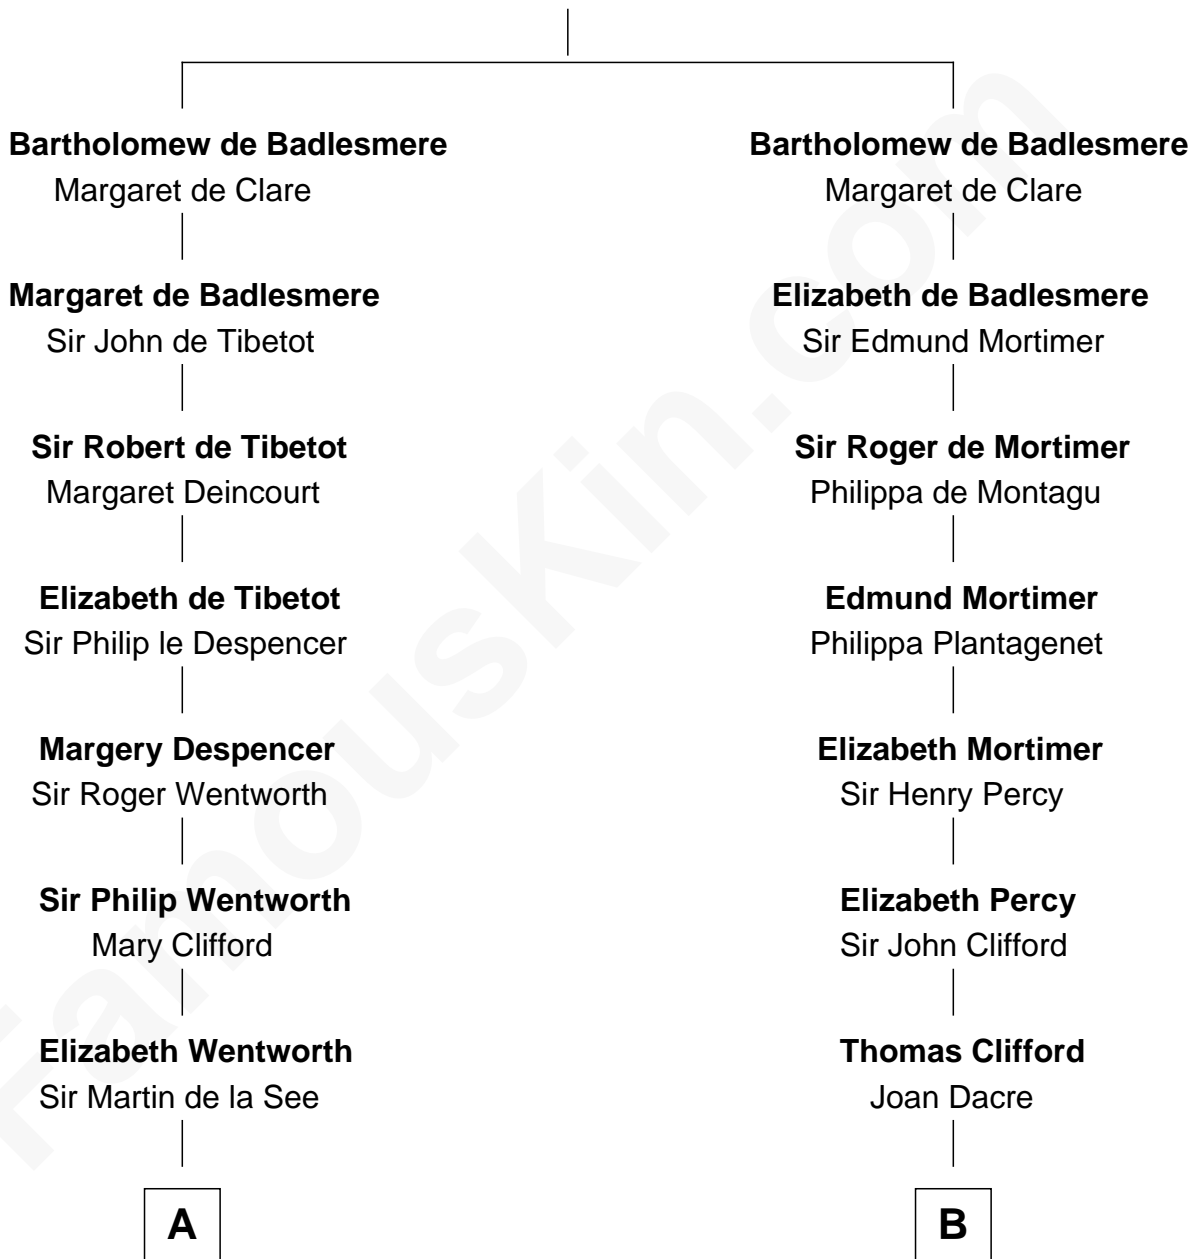 Bartholomew de Badlesmere
Margaret de Clare
Margaret de Badlesmere
Sir John de Tibetot
Sir Robert de Tibetot
Margaret Deincourt
Elizabeth de Tibetot
Sir Philip le Despencer
Margery Despencer
Sir Roger Wentworth
Sir Philip Wentworth
Mary Clifford
Elizabeth Wentworth
Sir Martin de la See
A
Bartholomew de Badlesmere
Margaret de Clare
Elizabeth de Badlesmere
Sir Edmund Mortimer
Sir Roger de Mortimer
Philippa de Montagu
Edmund Mortimer
Philippa Plantagenet
Elizabeth Mortimer
Sir Henry Percy
Elizabeth Percy
Sir John Clifford
Thomas Clifford
Joan Dacre
B
FamousKin.com